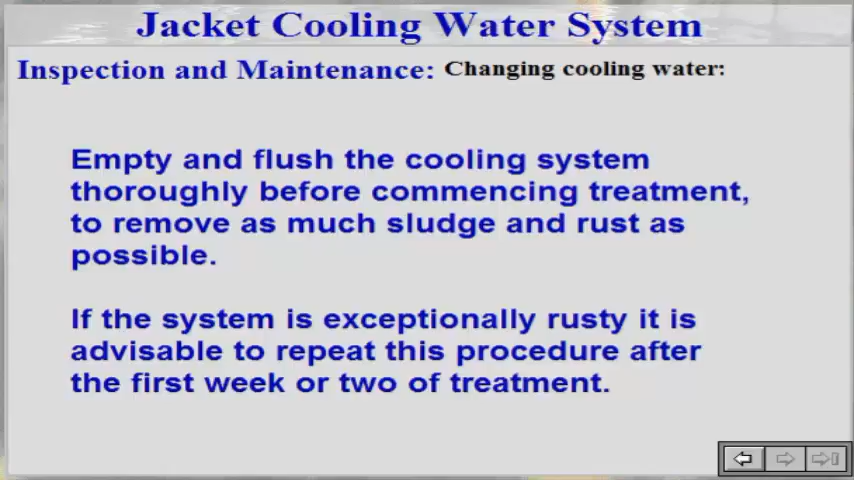 Jacket Cooling Water System
Inspection and Maintenance: Changing cooling water:
Empty and flush the cooling system
thoroughly before commencing treatment,
to remove as much sludge and rust as
possible.
If the system is exceptionally rusty it is
advisable to repeat this procedure after
the first week or two of treatment.